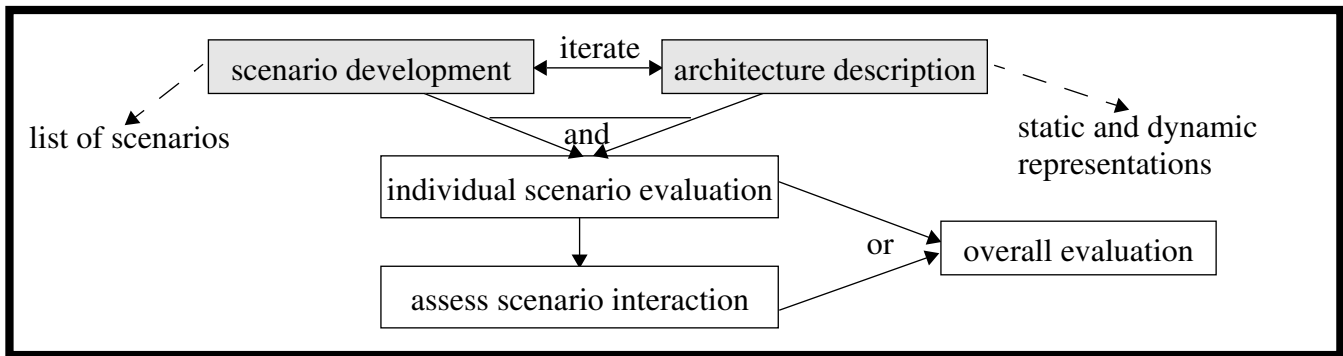 iterate
scenario development
architecture description
list of scenarios
and
static and dynamic
representations
individual scenario evaluation
or
overall evaluation
assess scenario interaction